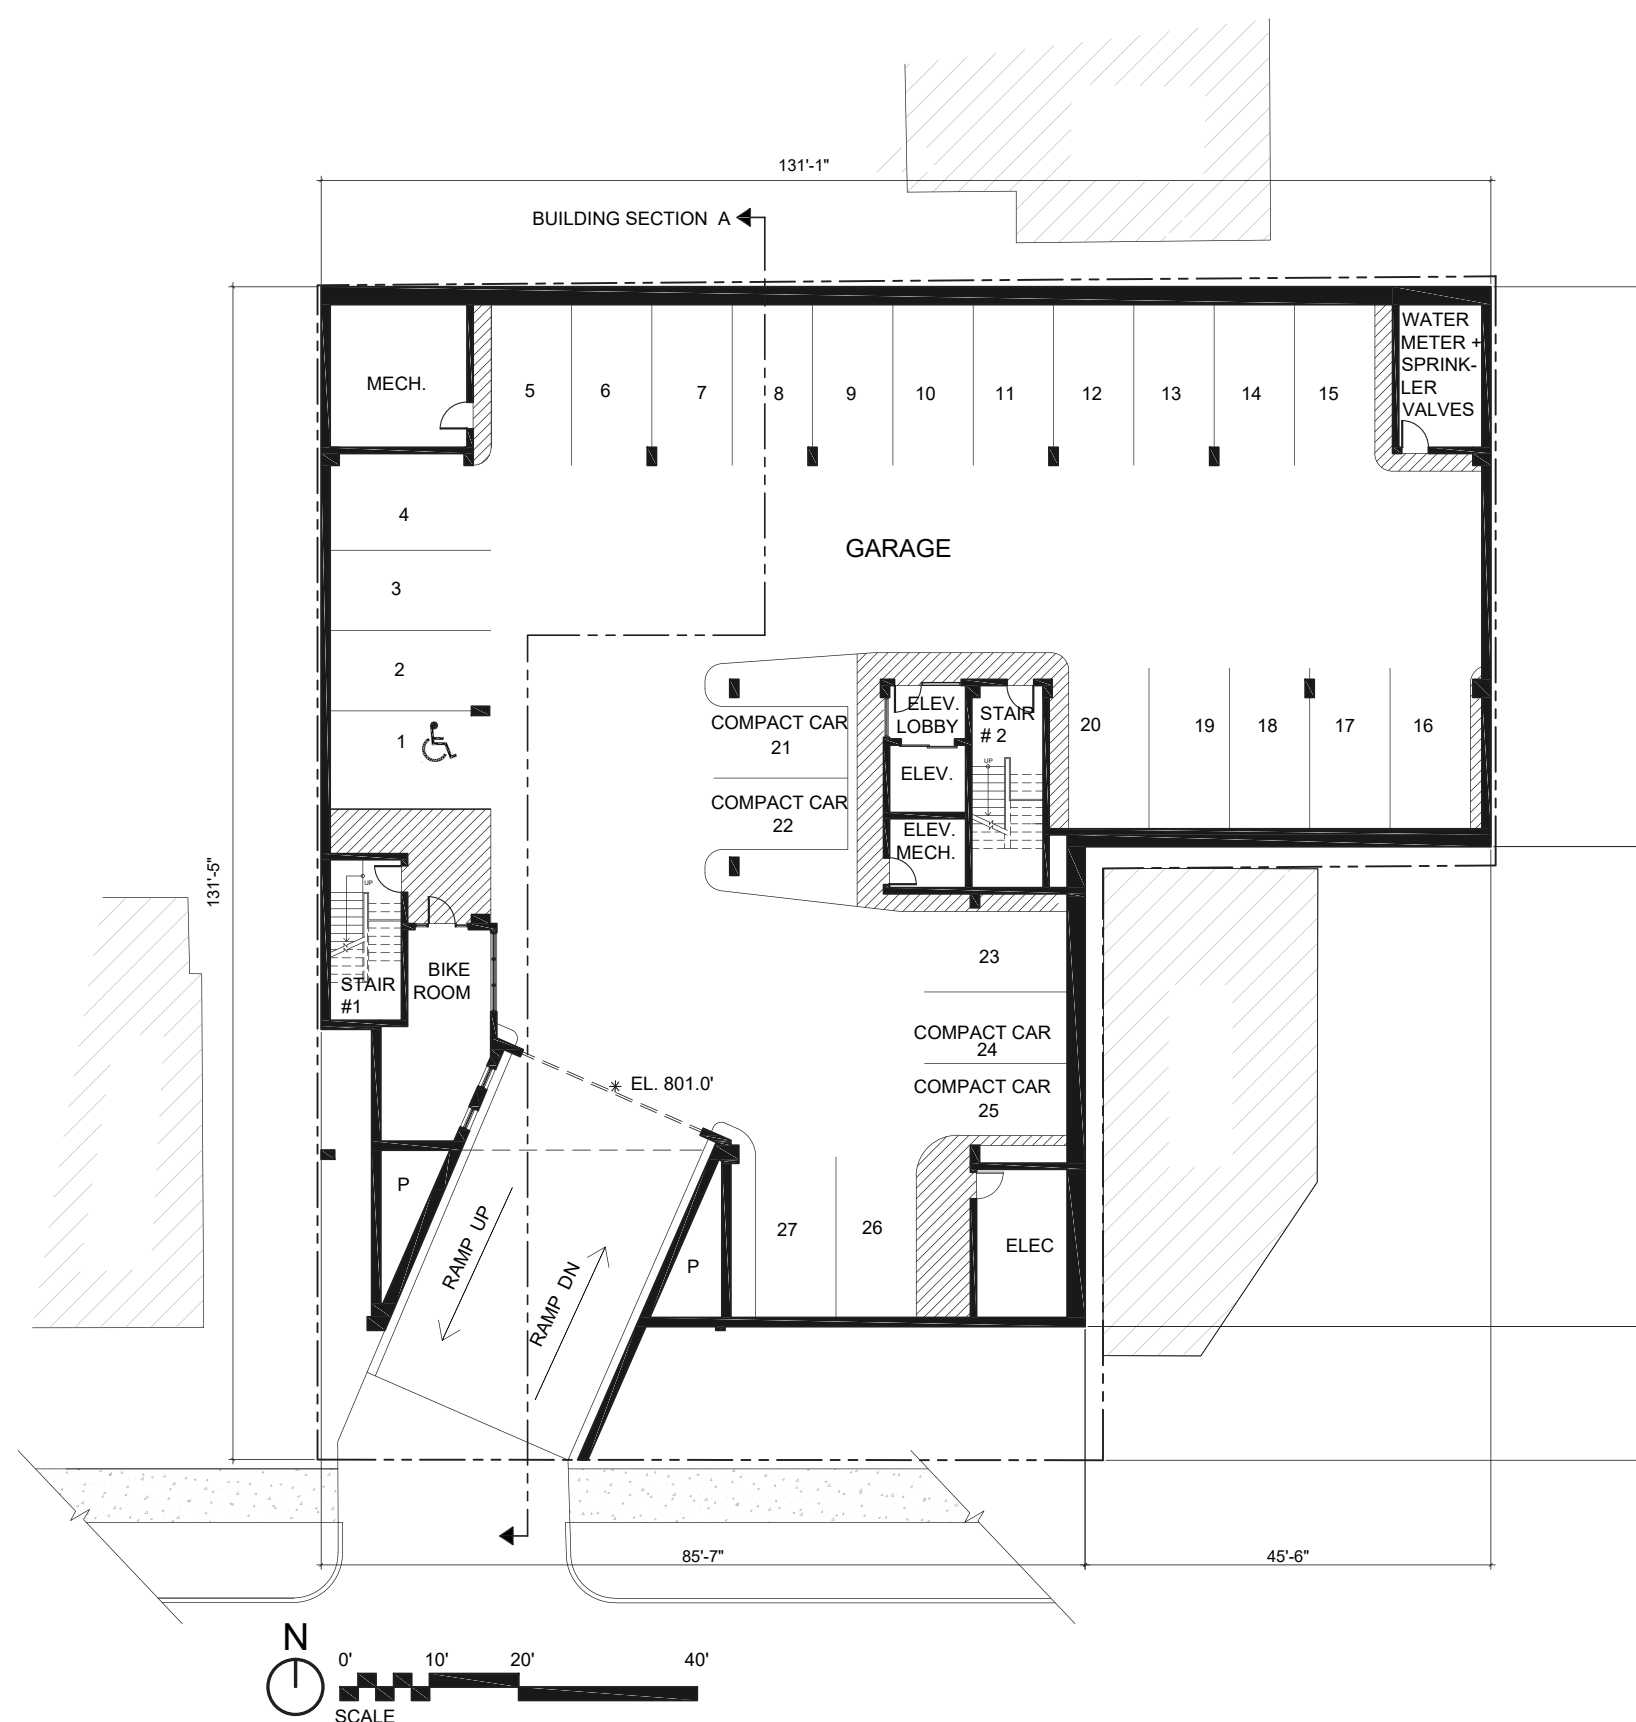 131'-1"
BUILDING SECTION A
WATER
METER +
SPRINK-
LER
VALVES
MECH.
5
6
7
8
9
10
11
12
13
14
15
4
GARAGE
3
2
1
ELEV.
LOBBY
STAIR
# 2
COMPACT CAR
21
20
19
18
17
16
UP
ELEV.
COMPACT CAR
22
ELEV.
MECH.
131'-5"
UP
STAIR
#1
BIKE
ROOM
23
COMPACT CAR
24
EL. 801.0'
COMPACT CAR
25
P
RAMP UP
RAMP DN
P
27
26
ELEC
85'-7"
45'-6"
N
0'
10'
20'
40'
SCALE